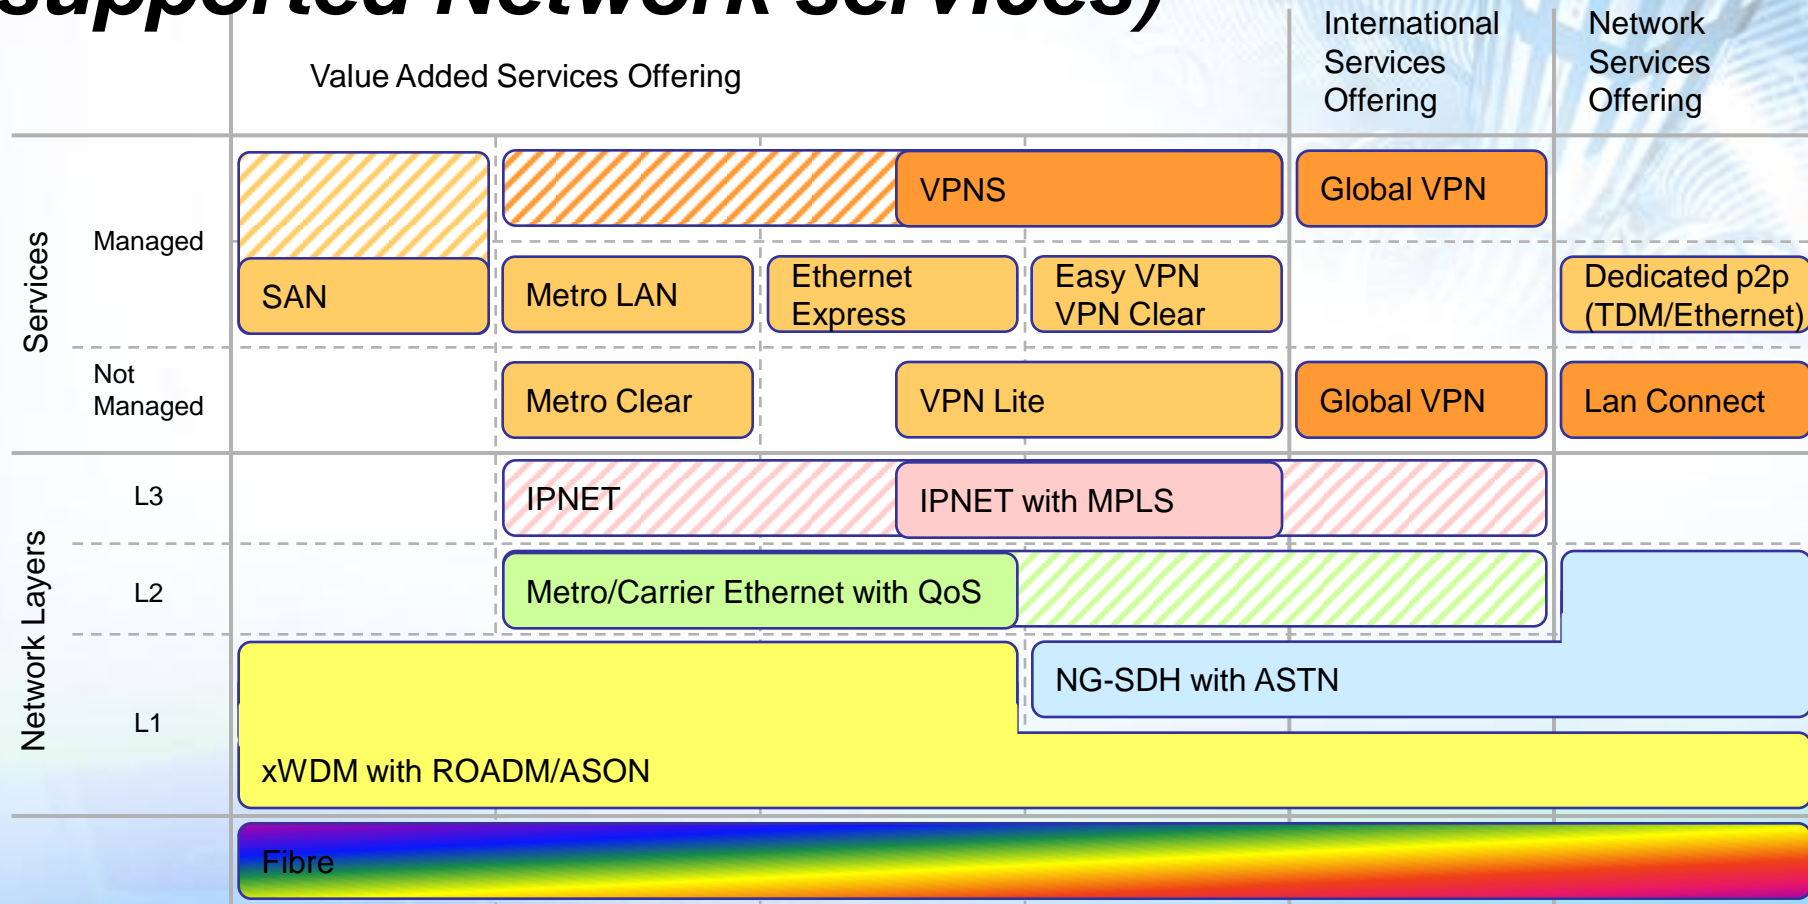 supported Network services)
Value Added Services Offering
International
Services
Offering
Network
Services
Offering
Services
Managed
VPNS
Global VPN
SAN
Metro LAN
Ethernet
Express
Easy VPN
VPN Clear
Dedicated p2p
(TDM/Ethernet)
Not
Managed
Metro Clear
VPN Lite
Global VPN
Lan Connect
Network Layers
L3
IPNET
IPNET with MPLS
L2
Metro/Carrier Ethernet with QoS
L1
NG-SDH with ASTN
xWDM with ROADM/ASON
Fibre